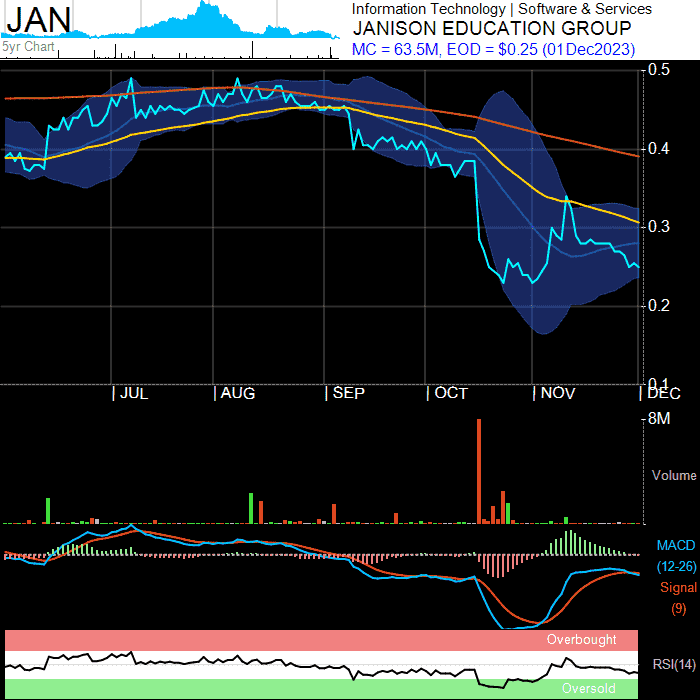 JAN
5yr Chart
Information Technology | Software & Services
JANISON EDUCATION GROUP
MC = 63.5M, EOD = $0.25 (01Dec2023)
0.5
0.4
0.3
0.2
0.1
| JUL | AUG | SEP | OCT | NOV | DEC
8M
Volume
MACD
(12-26)
Signal
(9)
Overbought
RSI(14)
Oversold